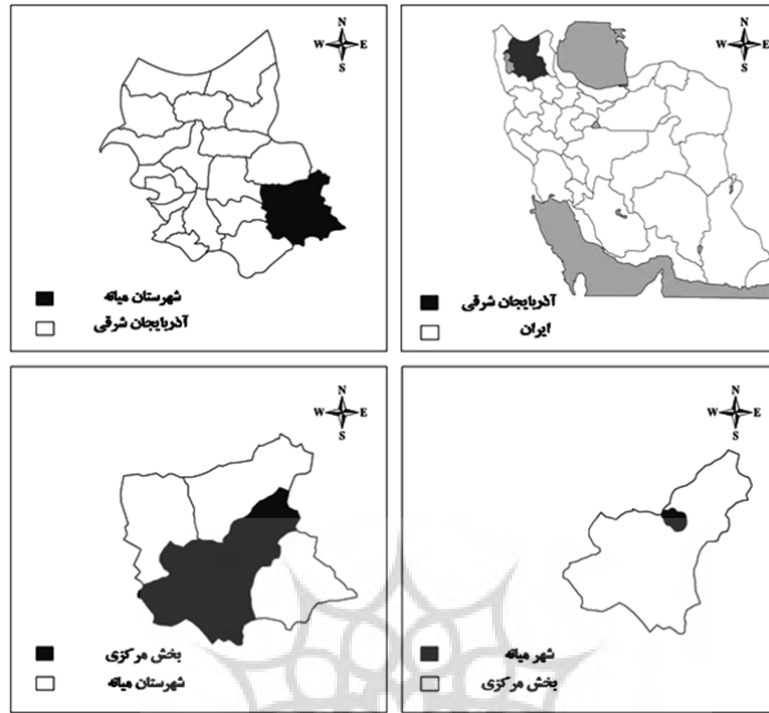 N
W E
S
شهرستان میانه
آذربایجان شرقی
N
W E
S
آذربایجان شرقی
ایران
N
W E
S
بخش مرکزی
شهرستان میانه
N
W E
S
شهر میانه
بخش مرکزی